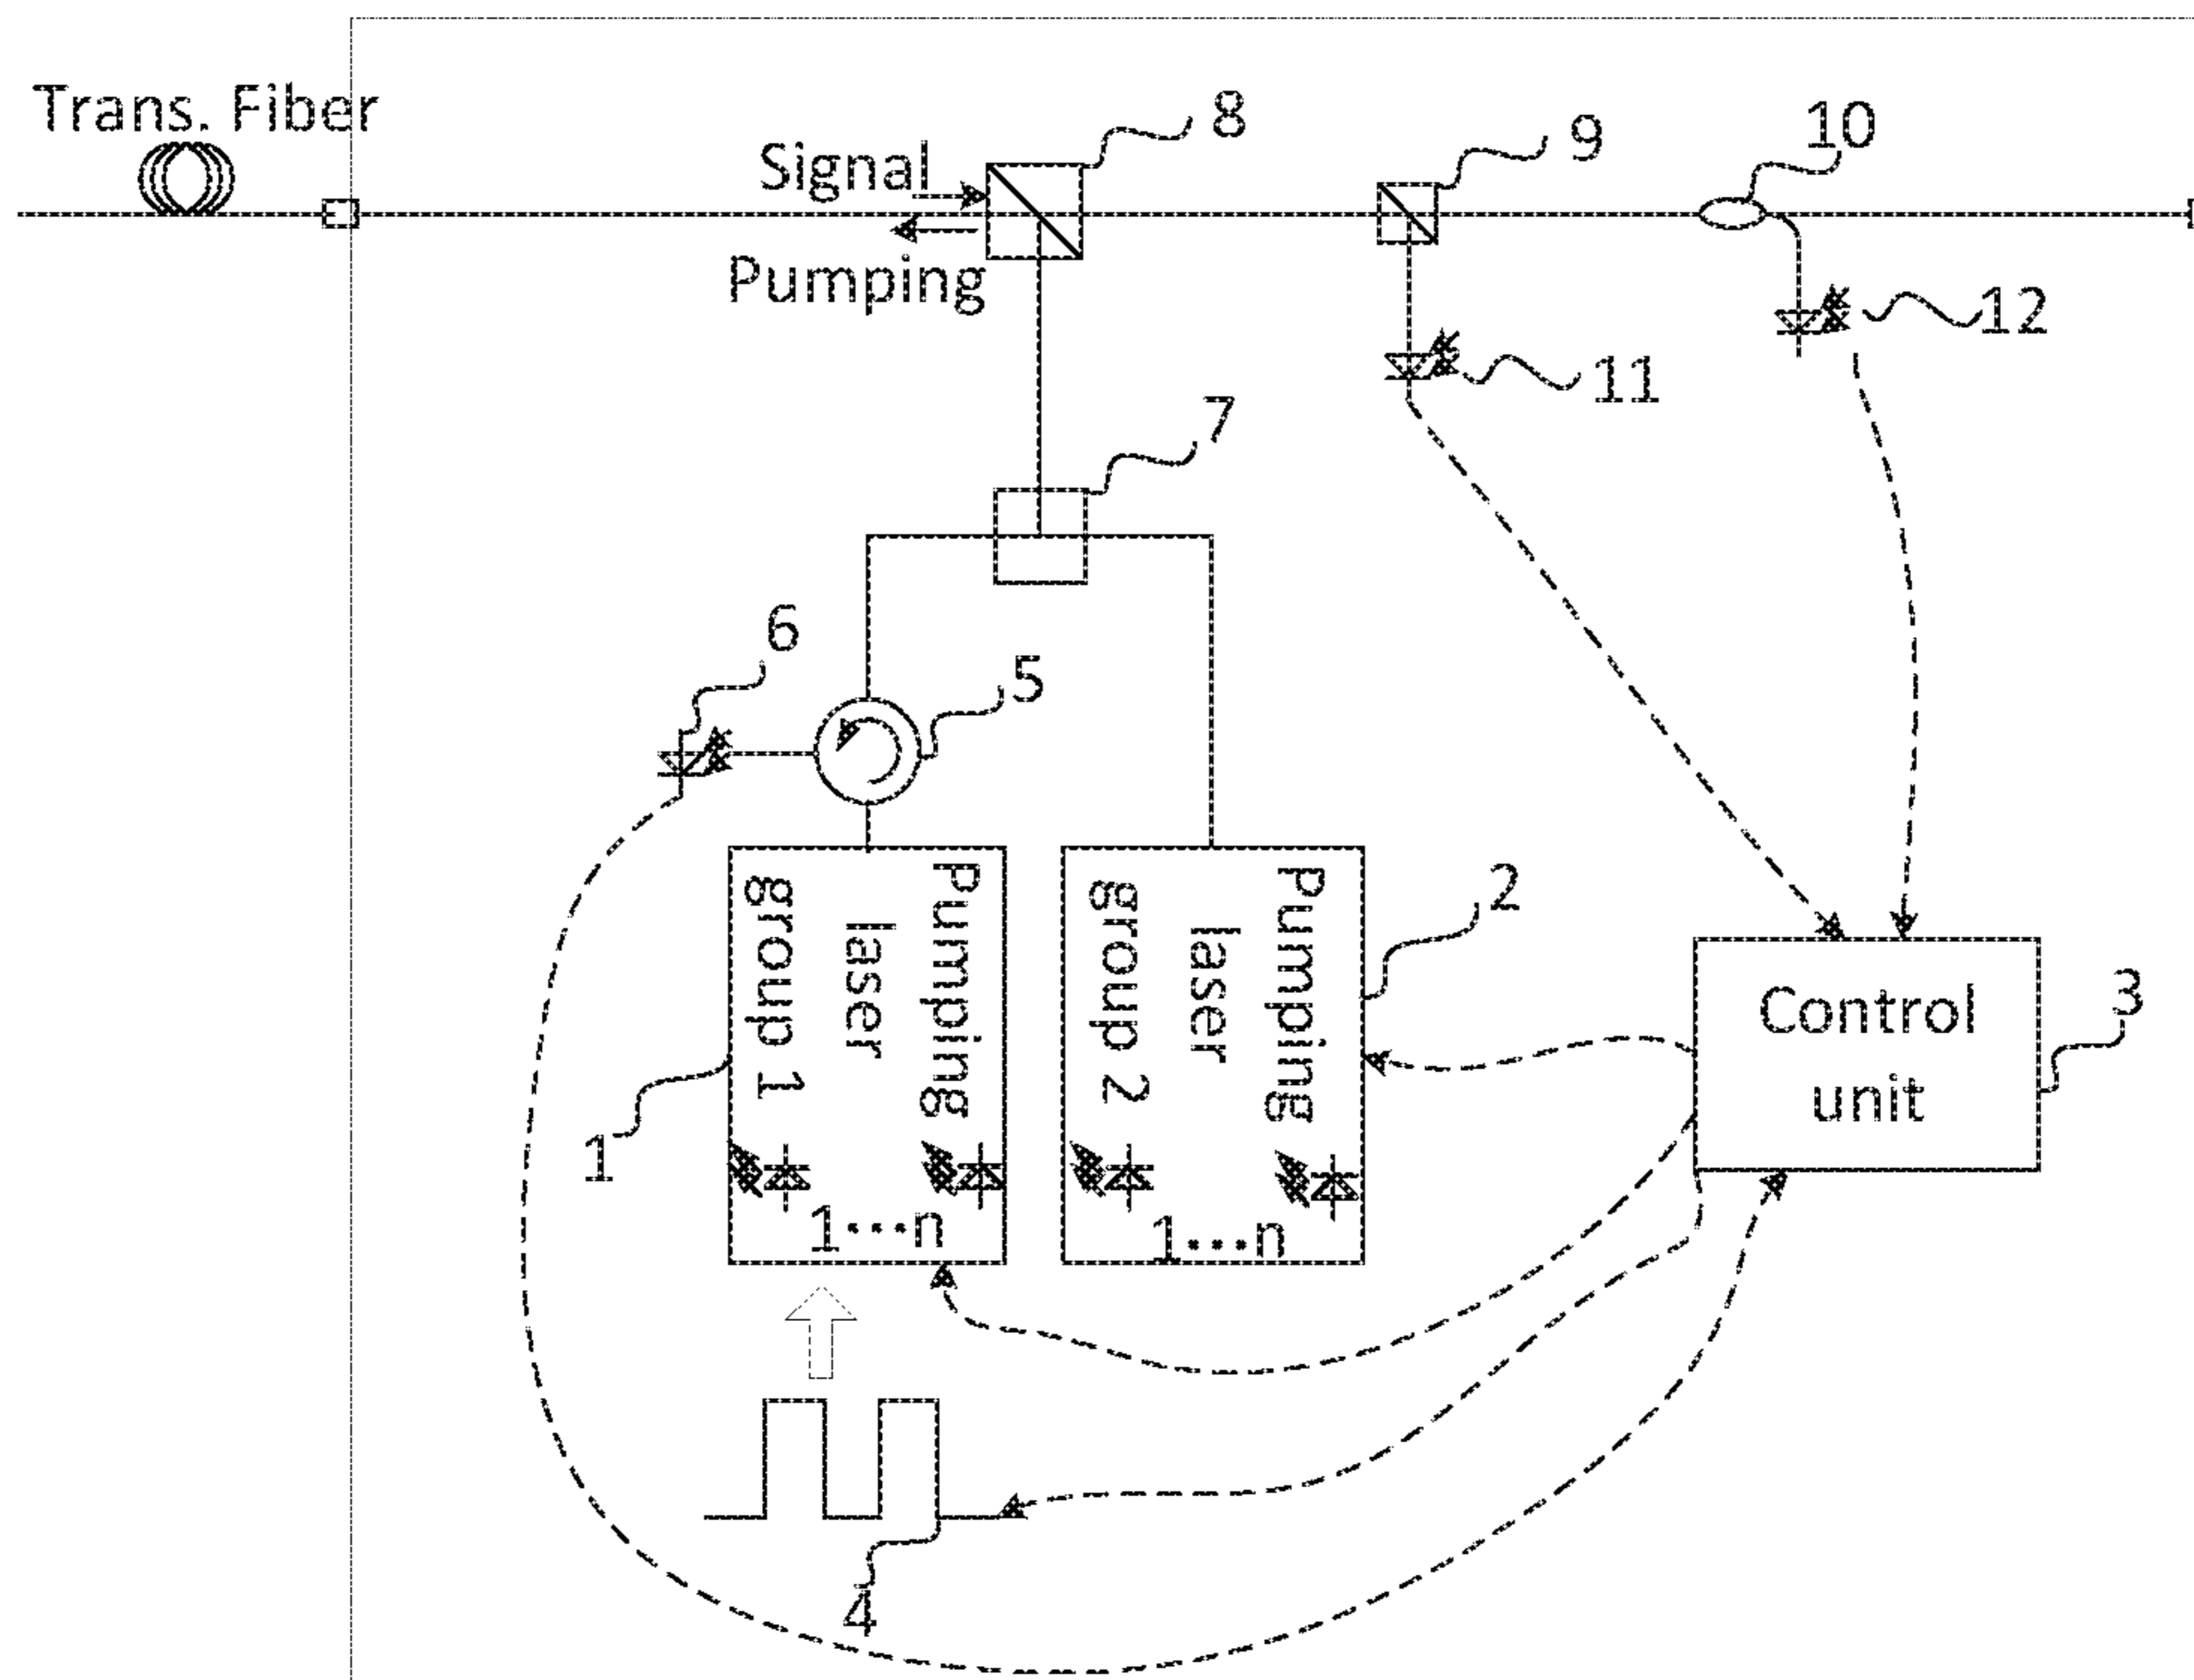 Trans. Fiber
Signal
Pumping
8
9
10
12
11
7
6
5
Pumping
laser
group 1
1···n
Pumping
laser
group 2
1···n
2
Control
unit
3
1
4